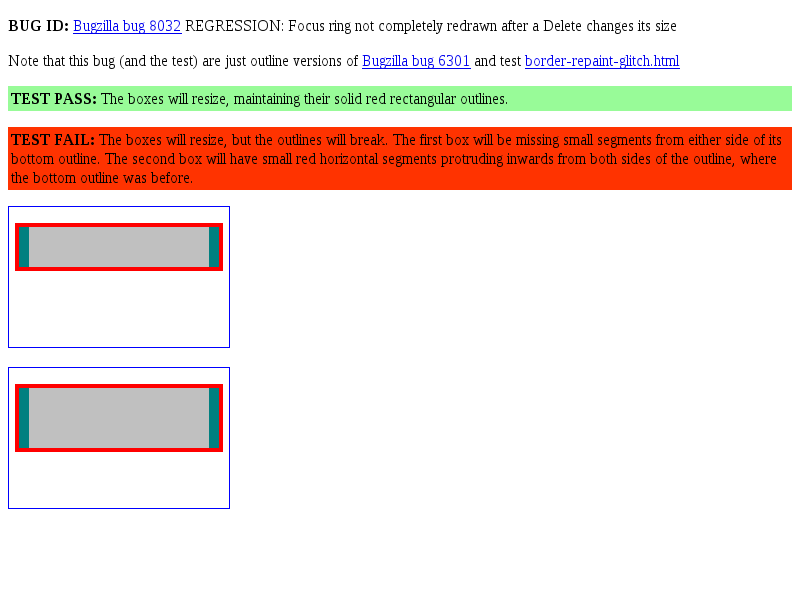 BUG ID: Bugzilla bug 8032 REGRESSION: Focus ring not completely redrawn after a Delete changes its size
Note that this bug (and the test) are just outline versions of Bugzilla bug 6301 and test border-repaint-glitch.html
TEST PASS: The boxes will resize, maintaining their solid red rectangular outlines.
TEST FAIL: The boxes will resize, but the outlines will break. The first box will be missing small segments from either side of its
bottom outline. The second box will have small red horizontal segments protruding inwards from both sides of the outline, where
the bottom outline was before.